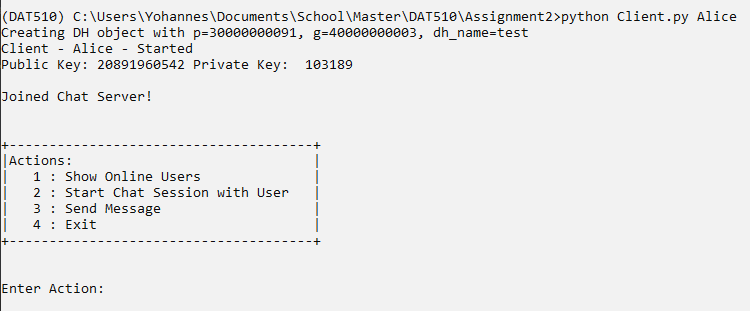 (DAT510) C:\Users\Yohannes\Documents\School\Master\DAT510\Assignment2>python Client.py Alice
Creating DH object with p=30000000091, g=40000000003, dh_name=test
Client - Alice - Started
Public Key: 20891960542 Private Key:  103189
Joined Chat Server!
+--------------------------------------+
|Actions:                              |
|   1 : Show Online Users              |
|   2 : Start Chat Session with User   |
|   3 : Send Message                   |
|   4 : Exit                           |
+--------------------------------------+
Enter Action: